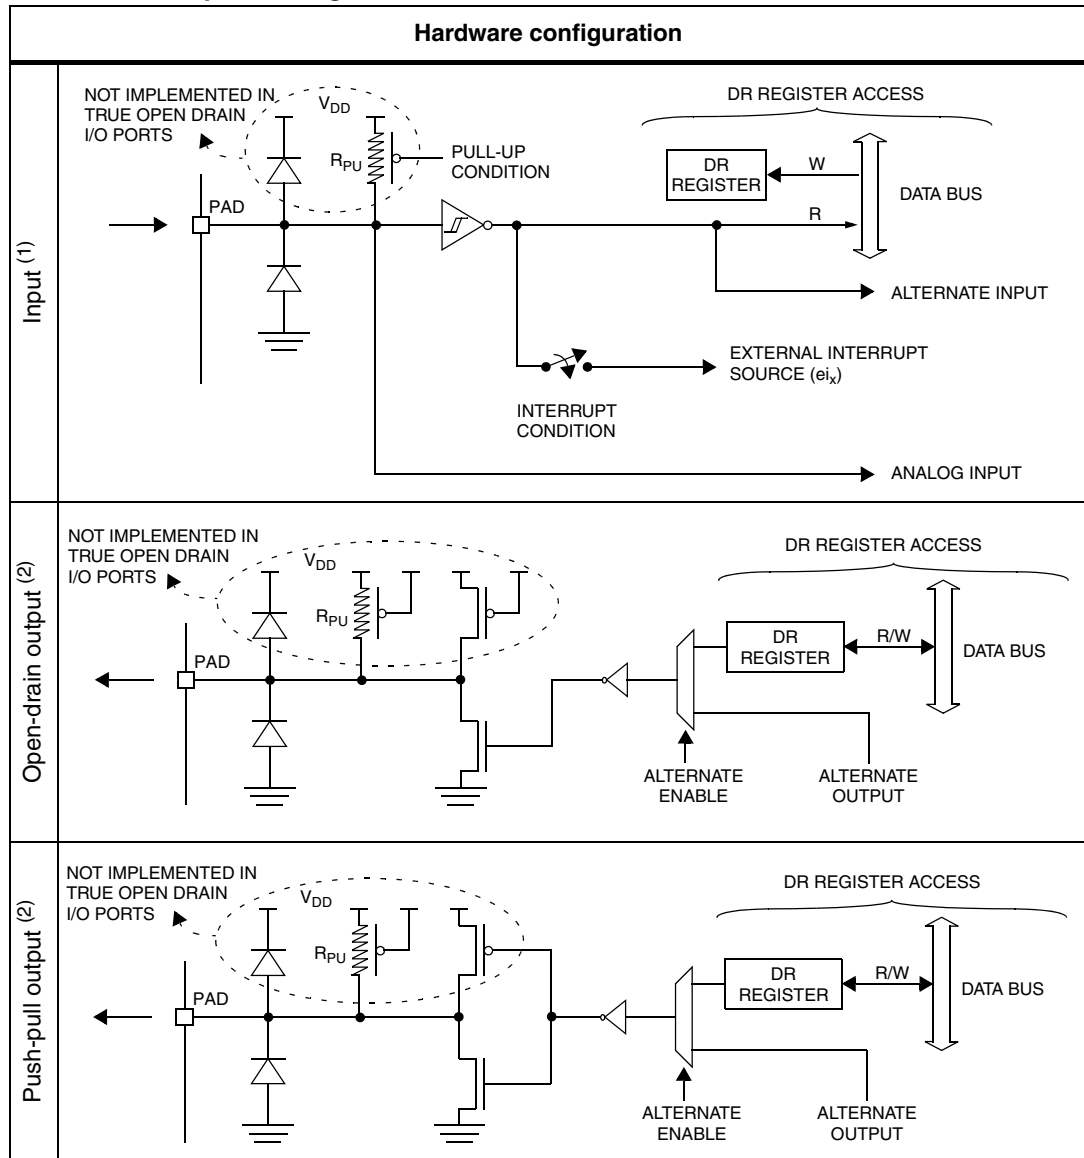 Hardware configuration
Input (1)
NOT IMPLEMENTED IN
TRUE OPEN DRAIN
I/O PORTS
VDD
RPU
PULL-UP
CONDITION
PAD
DR REGISTER ACCESS
DR
REGISTER
W
R
DATA BUS
ALTERNATE INPUT
EXTERNAL INTERRUPT
SOURCE (eix)
INTERRUPT
CONDITION
ANALOG INPUT
Open-drain output (2)
NOT IMPLEMENTED IN
TRUE OPEN DRAIN
I/O PORTS
VDD
RPU
PAD
DR REGISTER ACCESS
DR
REGISTER
R/W
DATA BUS
ALTERNATE
ENABLE
ALTERNATE
OUTPUT
Push-pull output (2)
NOT IMPLEMENTED IN
TRUE OPEN DRAIN
I/O PORTS
VDD
RPU
PAD
DR REGISTER ACCESS
DR
REGISTER
R/W
DATA BUS
ALTERNATE
ENABLE
ALTERNATE
OUTPUT